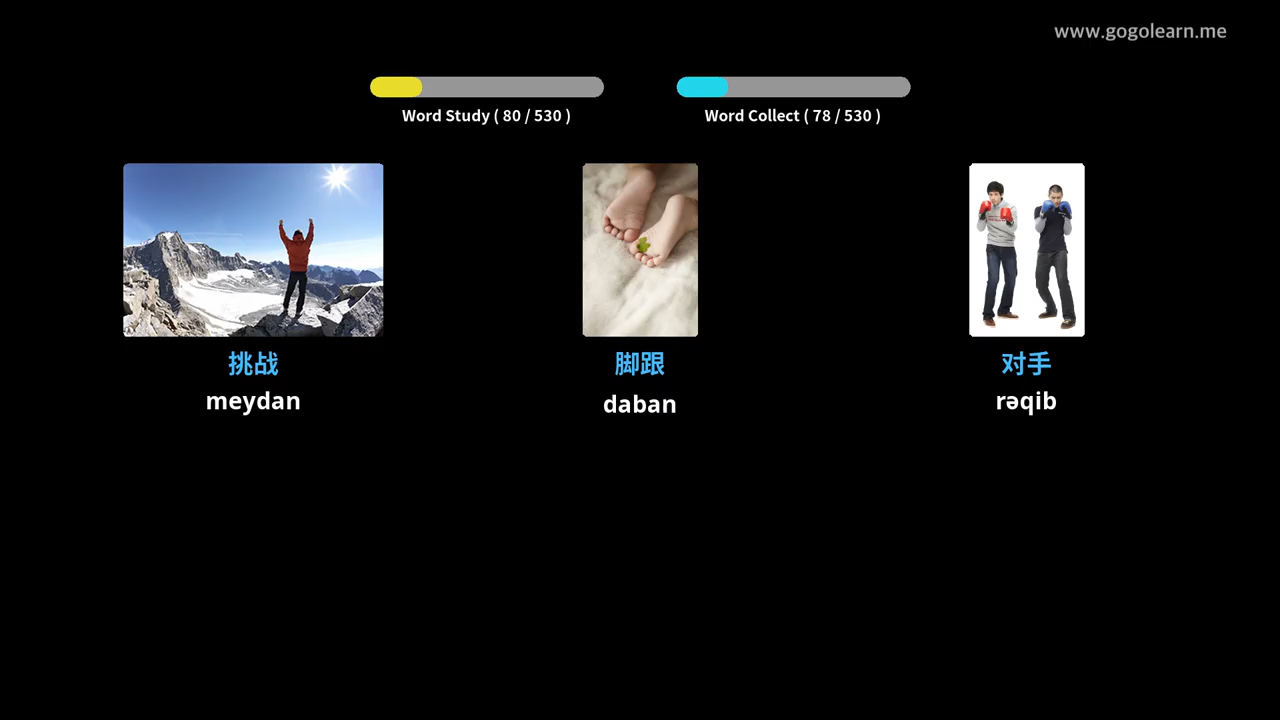 www.gogolearn.me
Word Study ( 80 / 530 )
Word Collect ( 78 / 530 )
挑战
脚跟
对手
meydan
daban
rəqib